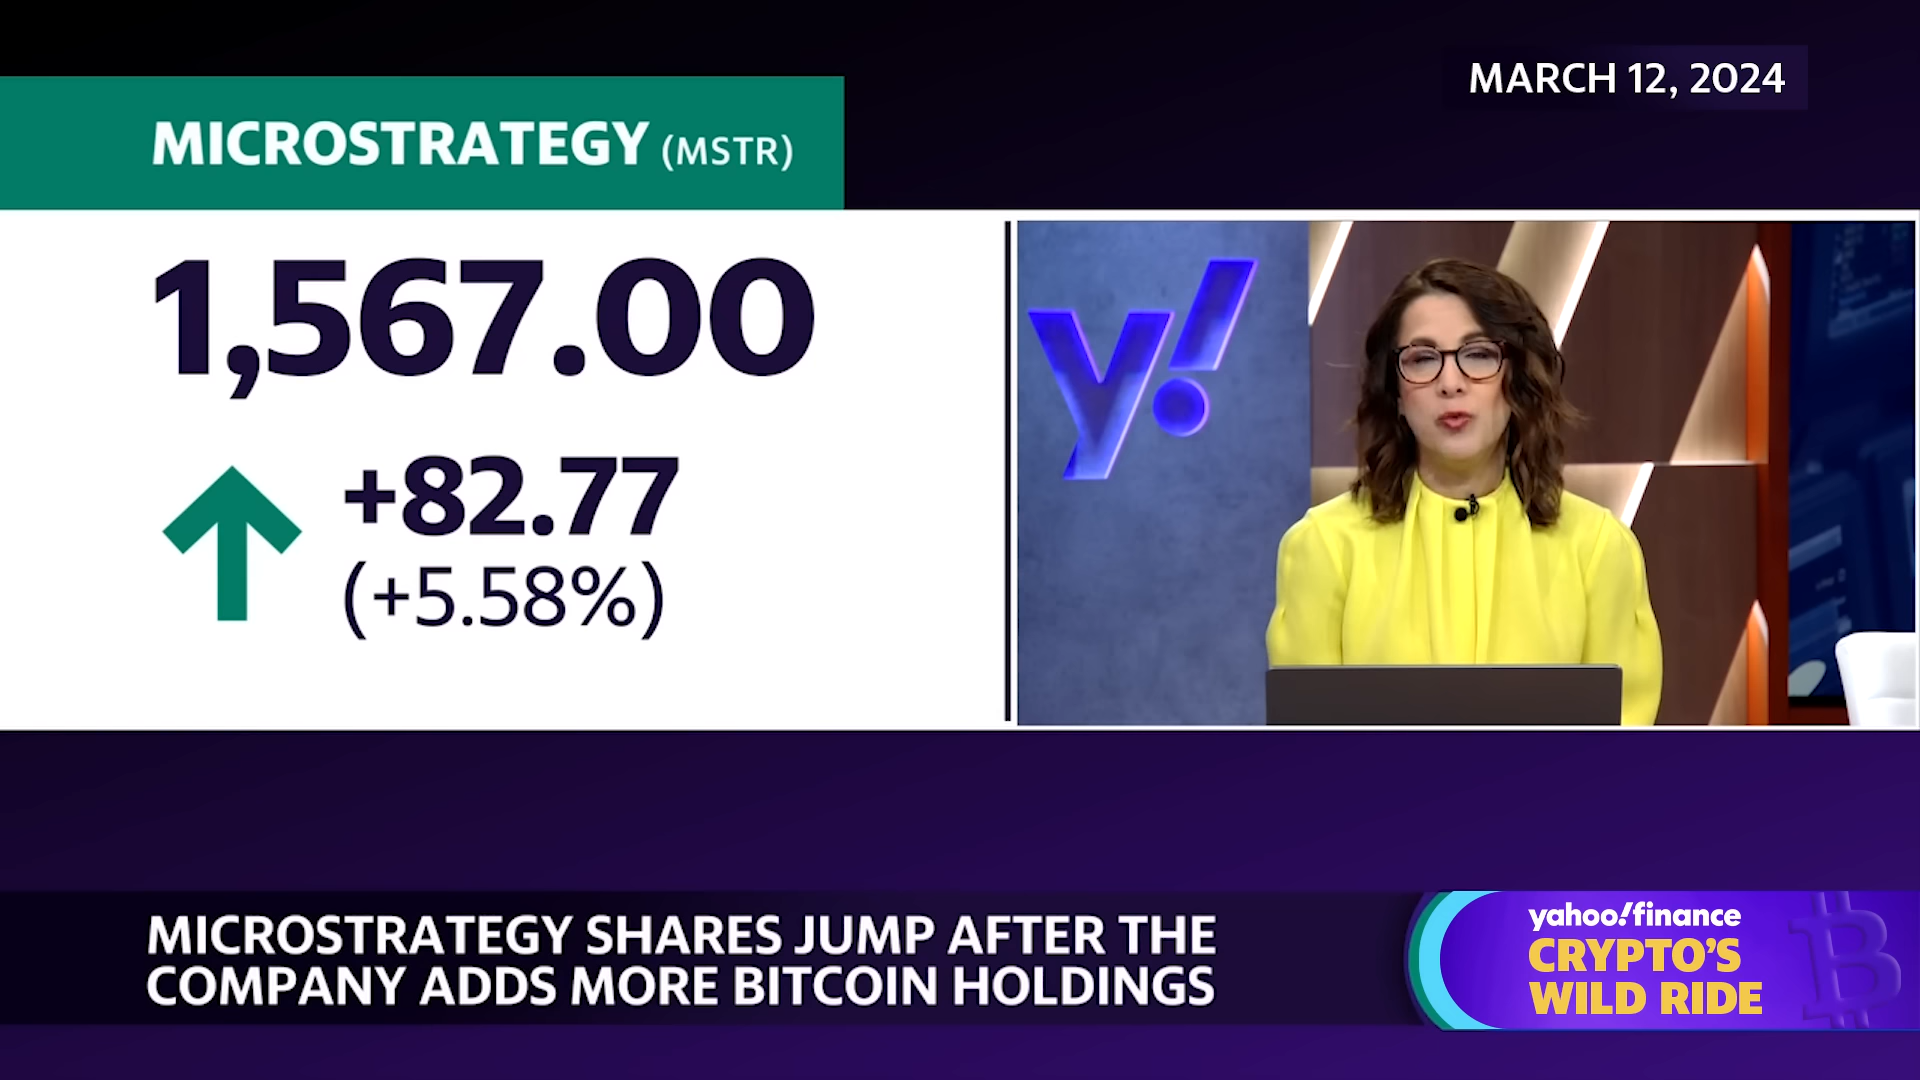 MARCH 12, 2024
MICROSTRATEGY (MSTR)
1,567.00
+82.77
(+5.58%)
y!
MICROSTRATEGY SHARES JUMP AFTER THE
COMPANY ADDS MORE BITCOIN HOLDINGS
yahoo!finance
CRYPTO'S
WILD RIDE